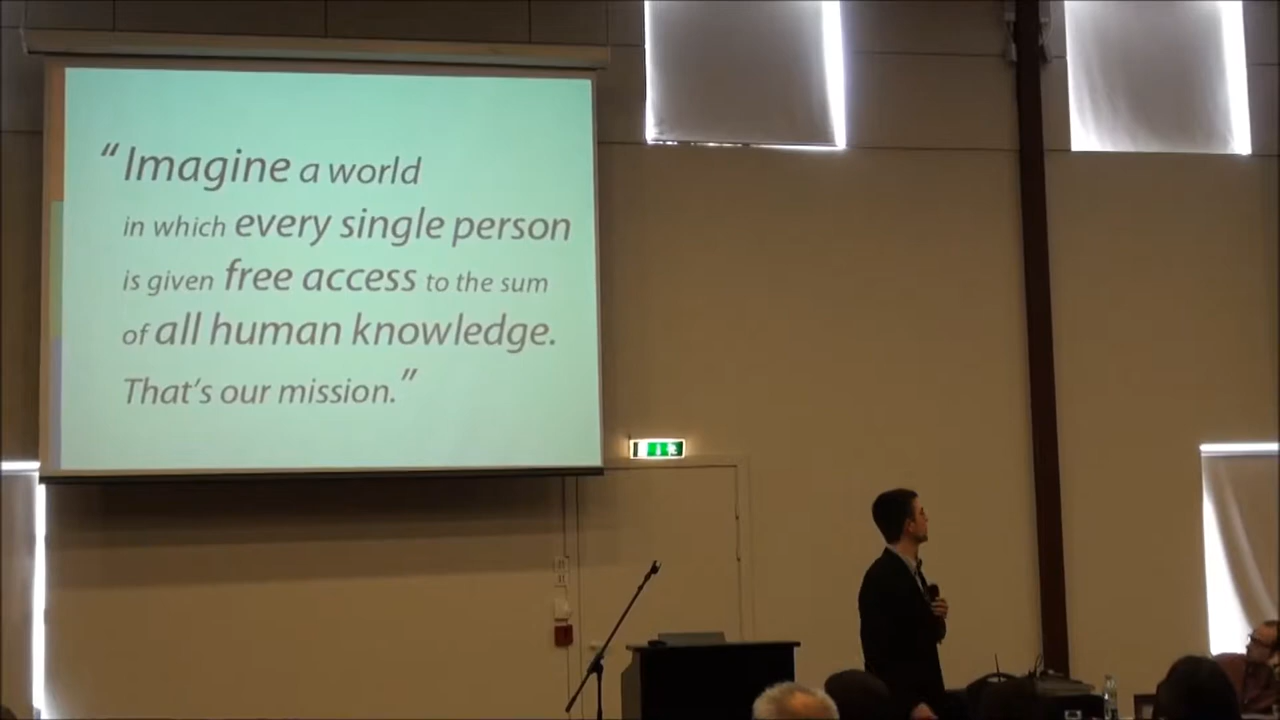 “Imagine a world
in which every single person
is given free access to the sum
of all human knowledge.
That’s our mission.”